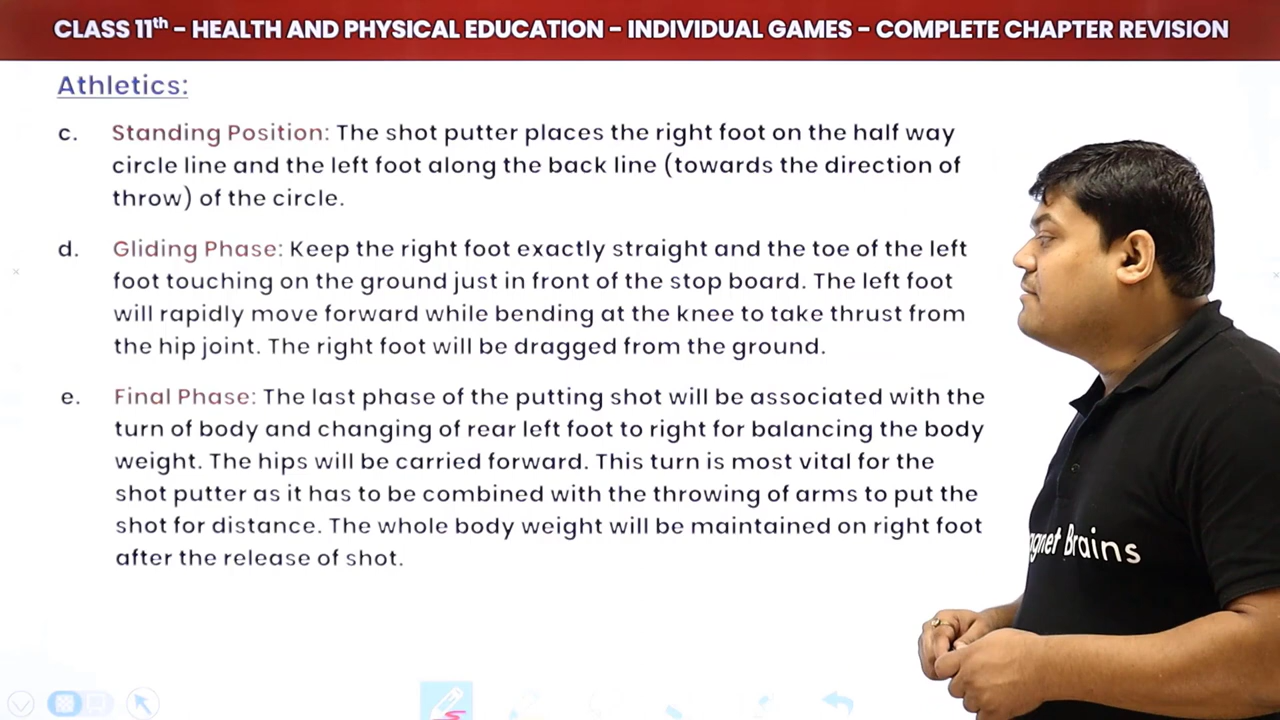 CLASS 11th – HEALTH AND PHYSICAL EDUCATION – INDIVIDUAL GAMES – COMPLETE CHAPTER REVISION
Athletics:
c. Standing Position: The shot putter places the right foot on the half way
circle line and the left foot along the back line (towards the direction of
throw) of the circle.
d. Gliding Phase: Keep the right foot exactly straight and the toe of the left
foot touching on the ground just in front of the stop board. The left foot
will rapidly move forward while bending at the knee to take thrust from
the hip joint. The right foot will be dragged from the ground.
e. Final Phase: The last phase of the putting shot will be associated with the
turn of body and changing of rear left foot to right for balancing the body
weight. The hips will be carried forward. This turn is most vital for the
shot putter as it has to be combined with the throwing of arms to put the
shot for distance. The whole body weight will be maintained on right foot
after the release of shot.
gnet Brains